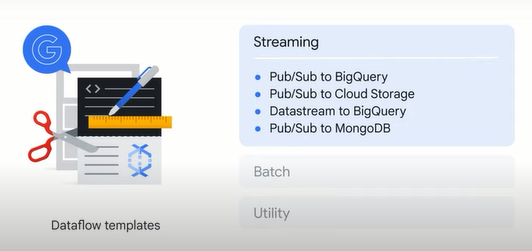 Streaming
Pub/Sub to BigQuery
Pub/Sub to Cloud Storage
Datastream to BigQuery
Pub/Sub to MongoDB
Batch
Utility
Dataflow templates